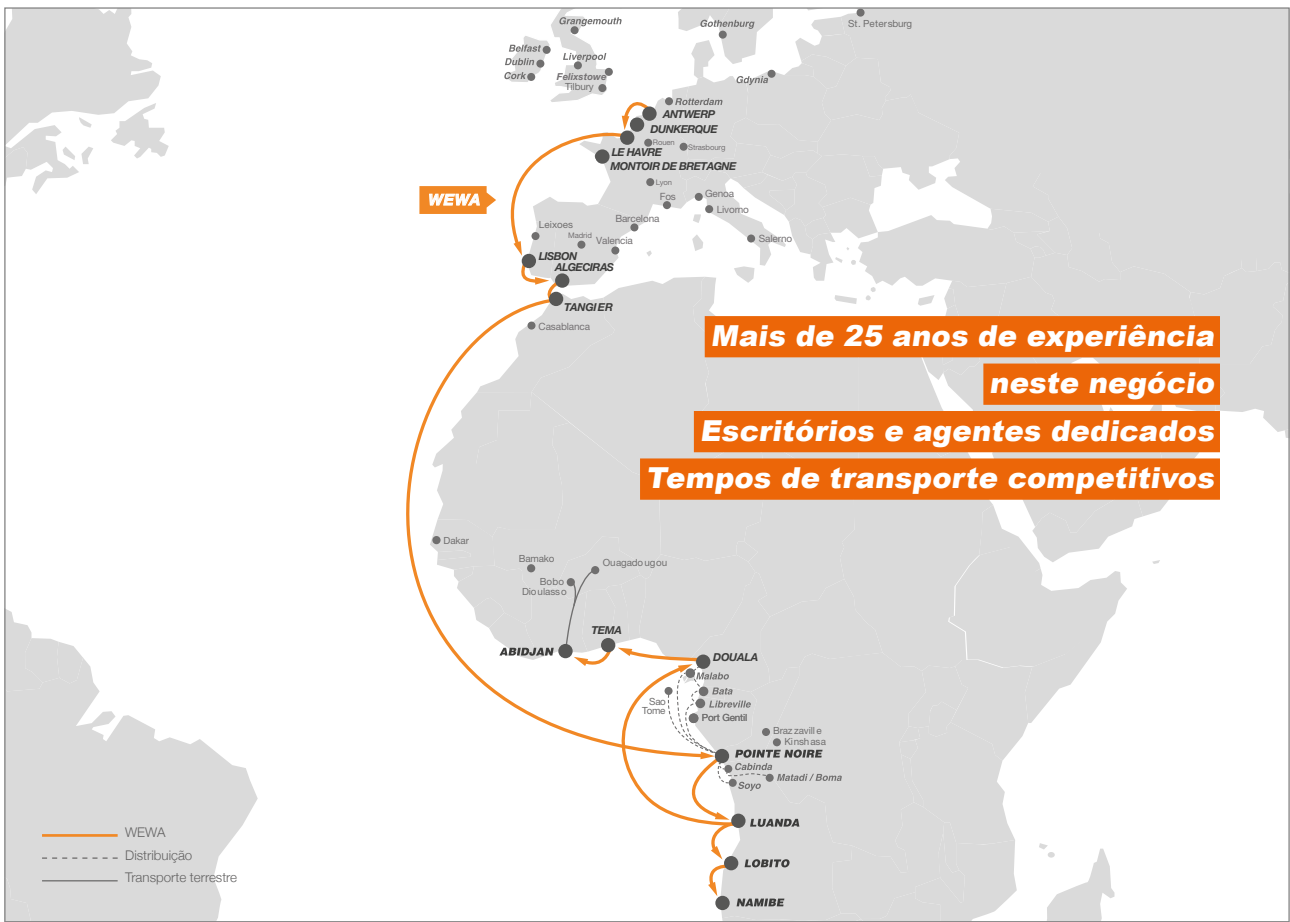 Grangemouth
Gothenburg
St. Petersburg
Belfast
Dublin
Cork
Liverpool
Felixstowe
Tilbury
Gdynia
Rotterdam
ANTWERP
DUNKERQUE
Rouen
Strasbourg
LE HAVRE
MONTOIR DE BRETAGNE
Lyon
Fos
Genoa
Livorno
WEWA
Barcelona
Leixoes
Madrid
Valencia
Salerno
LISBON
ALGECIRAS
TANGIER
Casablanca
Mais de 25 anos de experiência
neste negócio
Escritórios e agentes dedicados
Tempos de transporte competitivos
Dakar
Bamako
Ouagadougou
Bobo
Dioulasso
TEMA
ABIDJAN
DOUALA
Malabo
Bata
Sao
Tome
Libreville
Port Gentil
Brazzaville
Kinshasa
POINTE NOIRE
Cabinda
Matadi / Boma
Soyo
LUANDA
LOBITO
NAMIBE
WEWA
Distribuição
Transporte terrestre